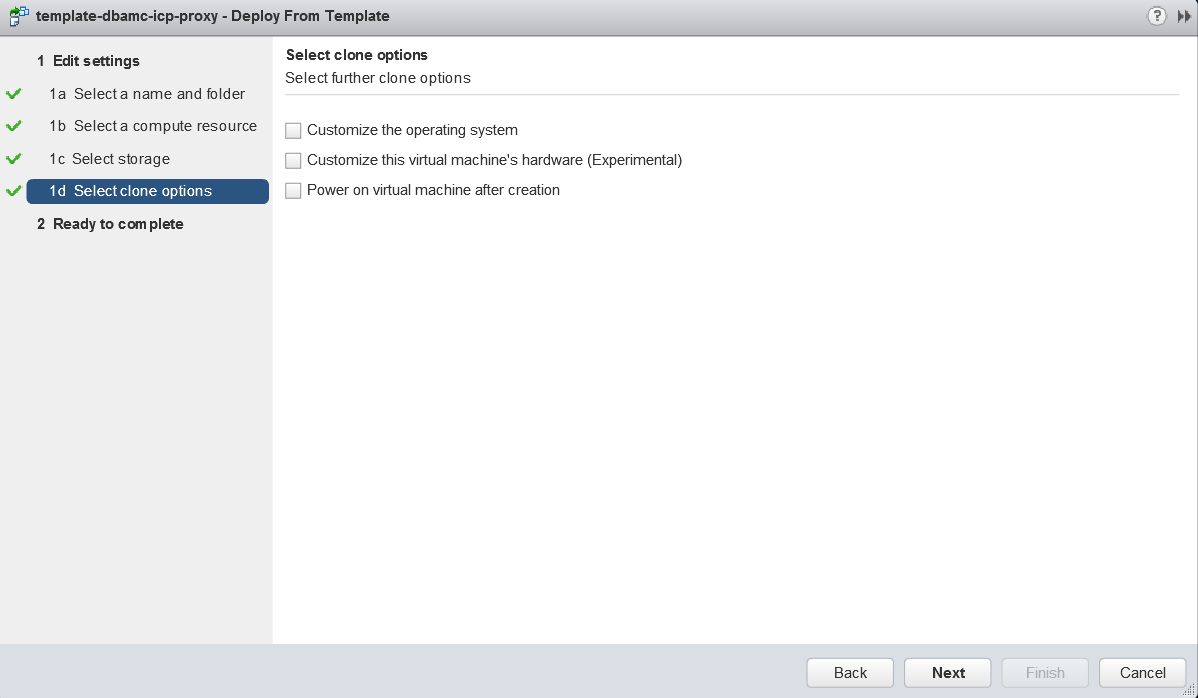 template-dbamc-icp-proxy - Deploy From Template
?
1 Edit settings
1a Select a name and folder
1b Select a compute resource
1c Select storage
1d Select clone options
2 Ready to complete
Select clone options
Select further clone options
Customize the operating system
Customize this virtual machine's hardware (Experimental)
Power on virtual machine after creation
Back Next Finish Cancel